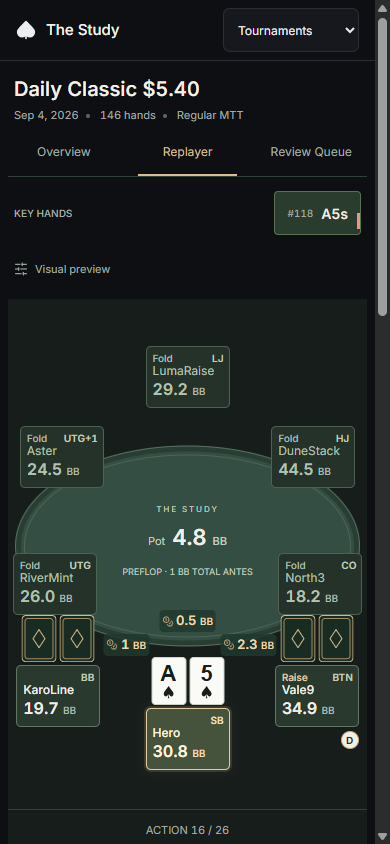 The Study
Tournaments
Daily Classic $5.40
Sep 4, 2026 • 146 hands • Regular MTT
Overview
Replayer
Review Queue
KEY HANDS
#118 A5s
Visual preview
Fold LJ
LumaRaise
29.2 BB
Fold UTG+1
Aster
24.5 BB
Fold HJ
DuneStack
44.5 BB
THE STUDY
Pot 4.8 BB
PREFLOP · 1 BB TOTAL ANTES
Fold UTG
RiverMint
26.0 BB
Fold CO
North3
18.2 BB
0.5 BB
1 BB
2.3 BB
A
5
BB
KaroLine
19.7 BB
Raise BTN
Vale9
34.9 BB
SB
Hero
30.8 BB
D
ACTION 16 / 26